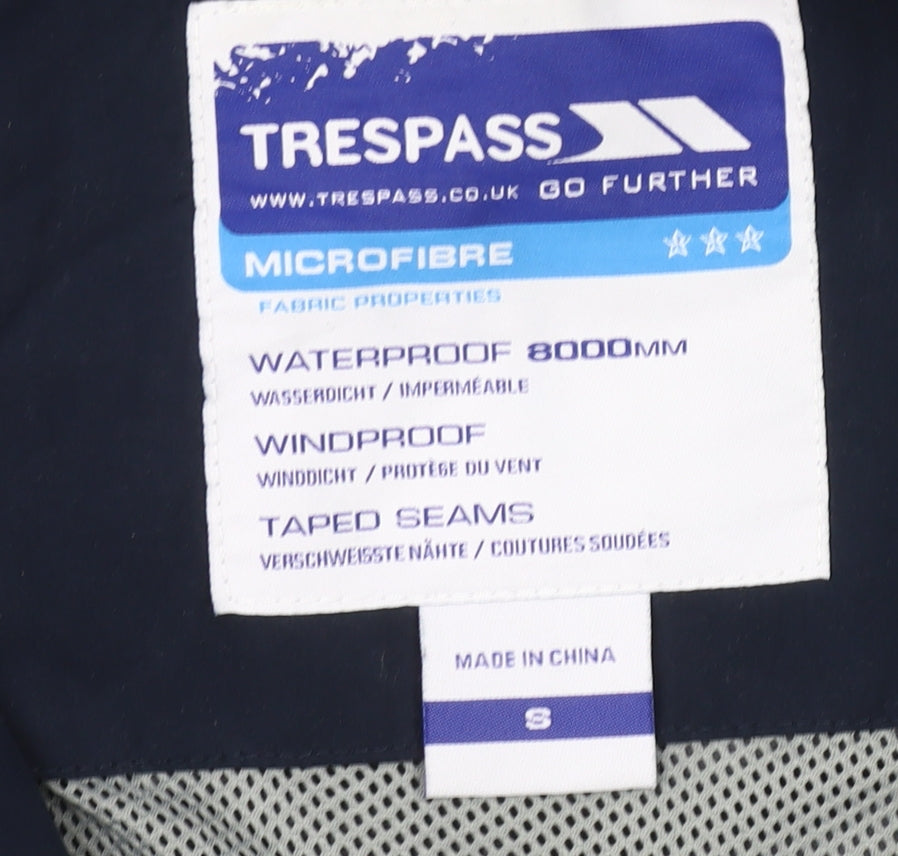 TRESPASS
WWW.TRESPASS.CO.UK GO FURTHER
MICROFIBRE
FABRIC PROPERTIES
WATERPROOF 8000MM
WASSERDICHT / IMPERMÉABLE
WINDPROOF
WINDDICHT / PROTÈGE DU VENT
TAPED SEAMS
VERSCHWEISSTE NÄHTE / COUTURES SOUDÉES
MADE IN CHINA
S